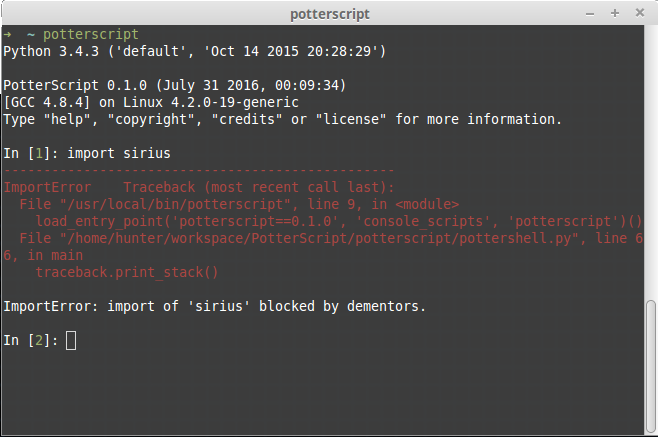 potterscript
➜  ~ potterscript
Python 3.4.3 ('default', 'Oct 14 2015 20:28:29')
PotterScript 0.1.0 (July 31 2016, 00:09:34)
[GCC 4.8.4] on Linux 4.2.0-19-generic
Type "help", "copyright", "credits" or "license" for more information.
In [1]: import sirius
-------------------------------------------------
ImportError    Traceback (most recent call last):
  File "/usr/local/bin/potterscript", line 9, in <module>
    load_entry_point('potterscript==0.1.0', 'console_scripts', 'potterscript')()
  File "/home/hunter/workspace/PotterScript/potterscript/pottershell.py", line 6
6, in main
    traceback.print_stack()
ImportError: import of 'sirius' blocked by dementors.
In [2]: